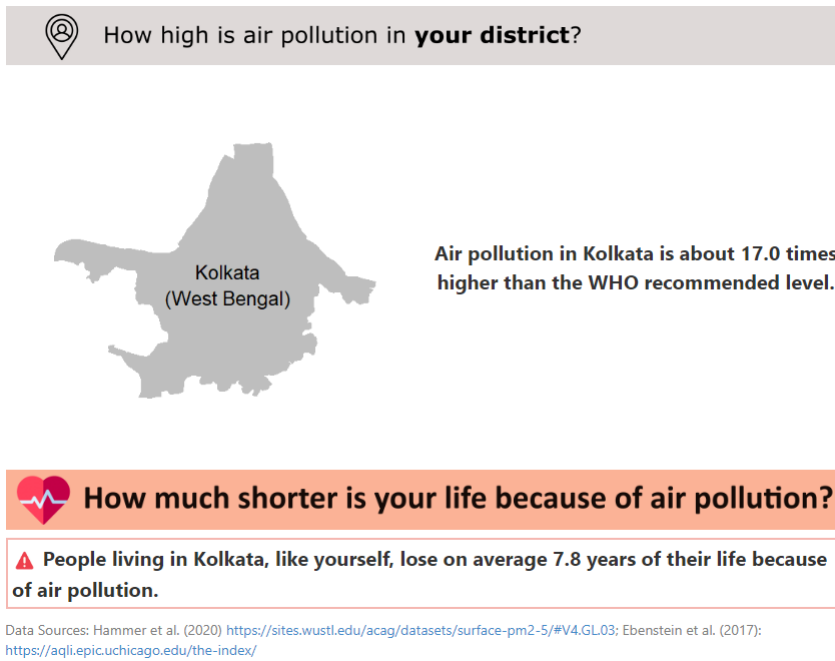 How high is air pollution in your district?
Kolkata
(West Bengal)
Air pollution in Kolkata is about 17.0 times
higher than the WHO recommended level.
How much shorter is your life because of air pollution?
People living in Kolkata, like yourself, lose on average 7.8 years of their life because
of air pollution.
Data Sources: Hammer et al. (2020) https://sites.wustl.edu/acag/datasets/surface-pm2-5/#V4.GL.03; Ebenstein et al. (2017):
https://aqli.epic.uchicago.edu/the-index/